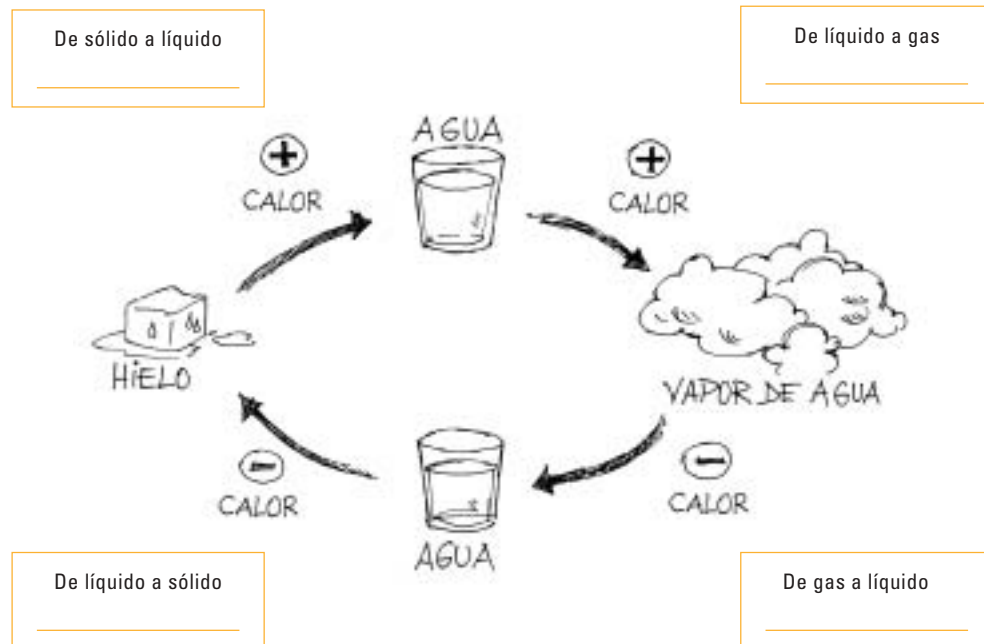 De sólido a líquido
De líquido a gas
AGUA
+
CALOR
+
CALOR
HiELO
VAPOR DE AGUA
−
CALOR
−
CALOR
AGUA
De líquido a sólido
De gas a líquido